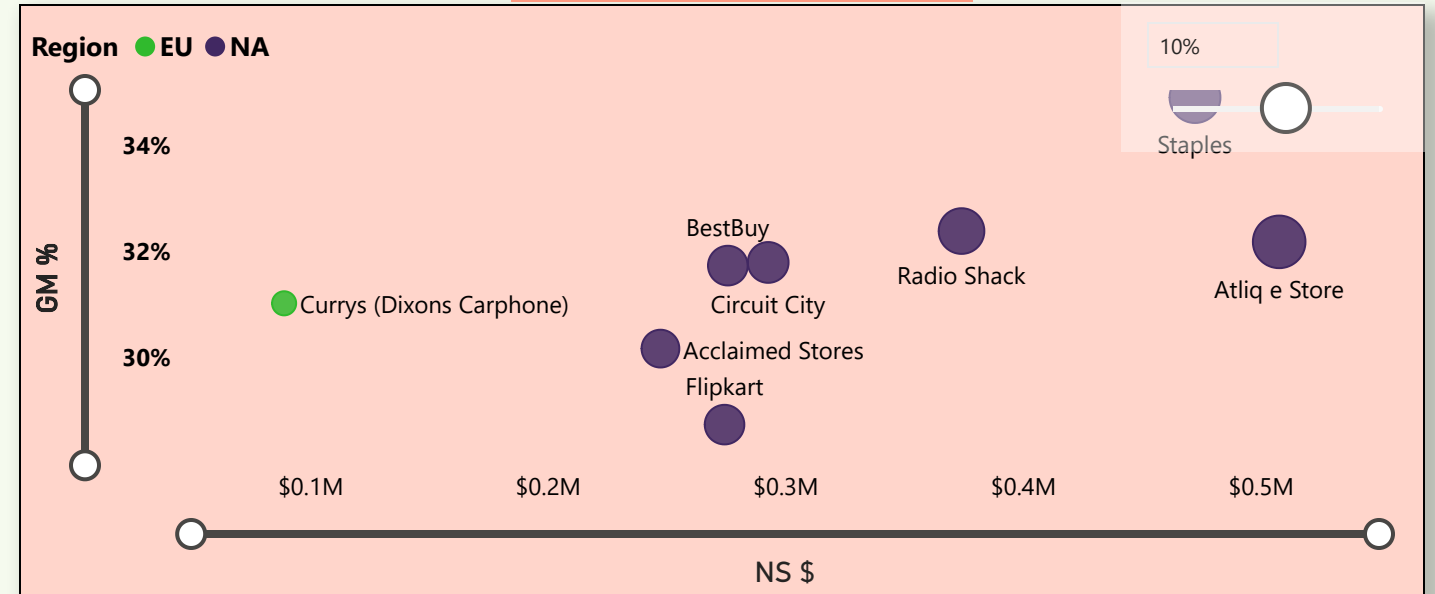 Region EU NA
10%
34%
Staples
BestBuy
32%
Radio Shack
Atliq e Store
GM %
Currys (Dixons Carphone)
Circuit City
30%
Acclaimed Stores
Flipkart
$0.1M $0.2M $0.3M $0.4M $0.5M
NS $